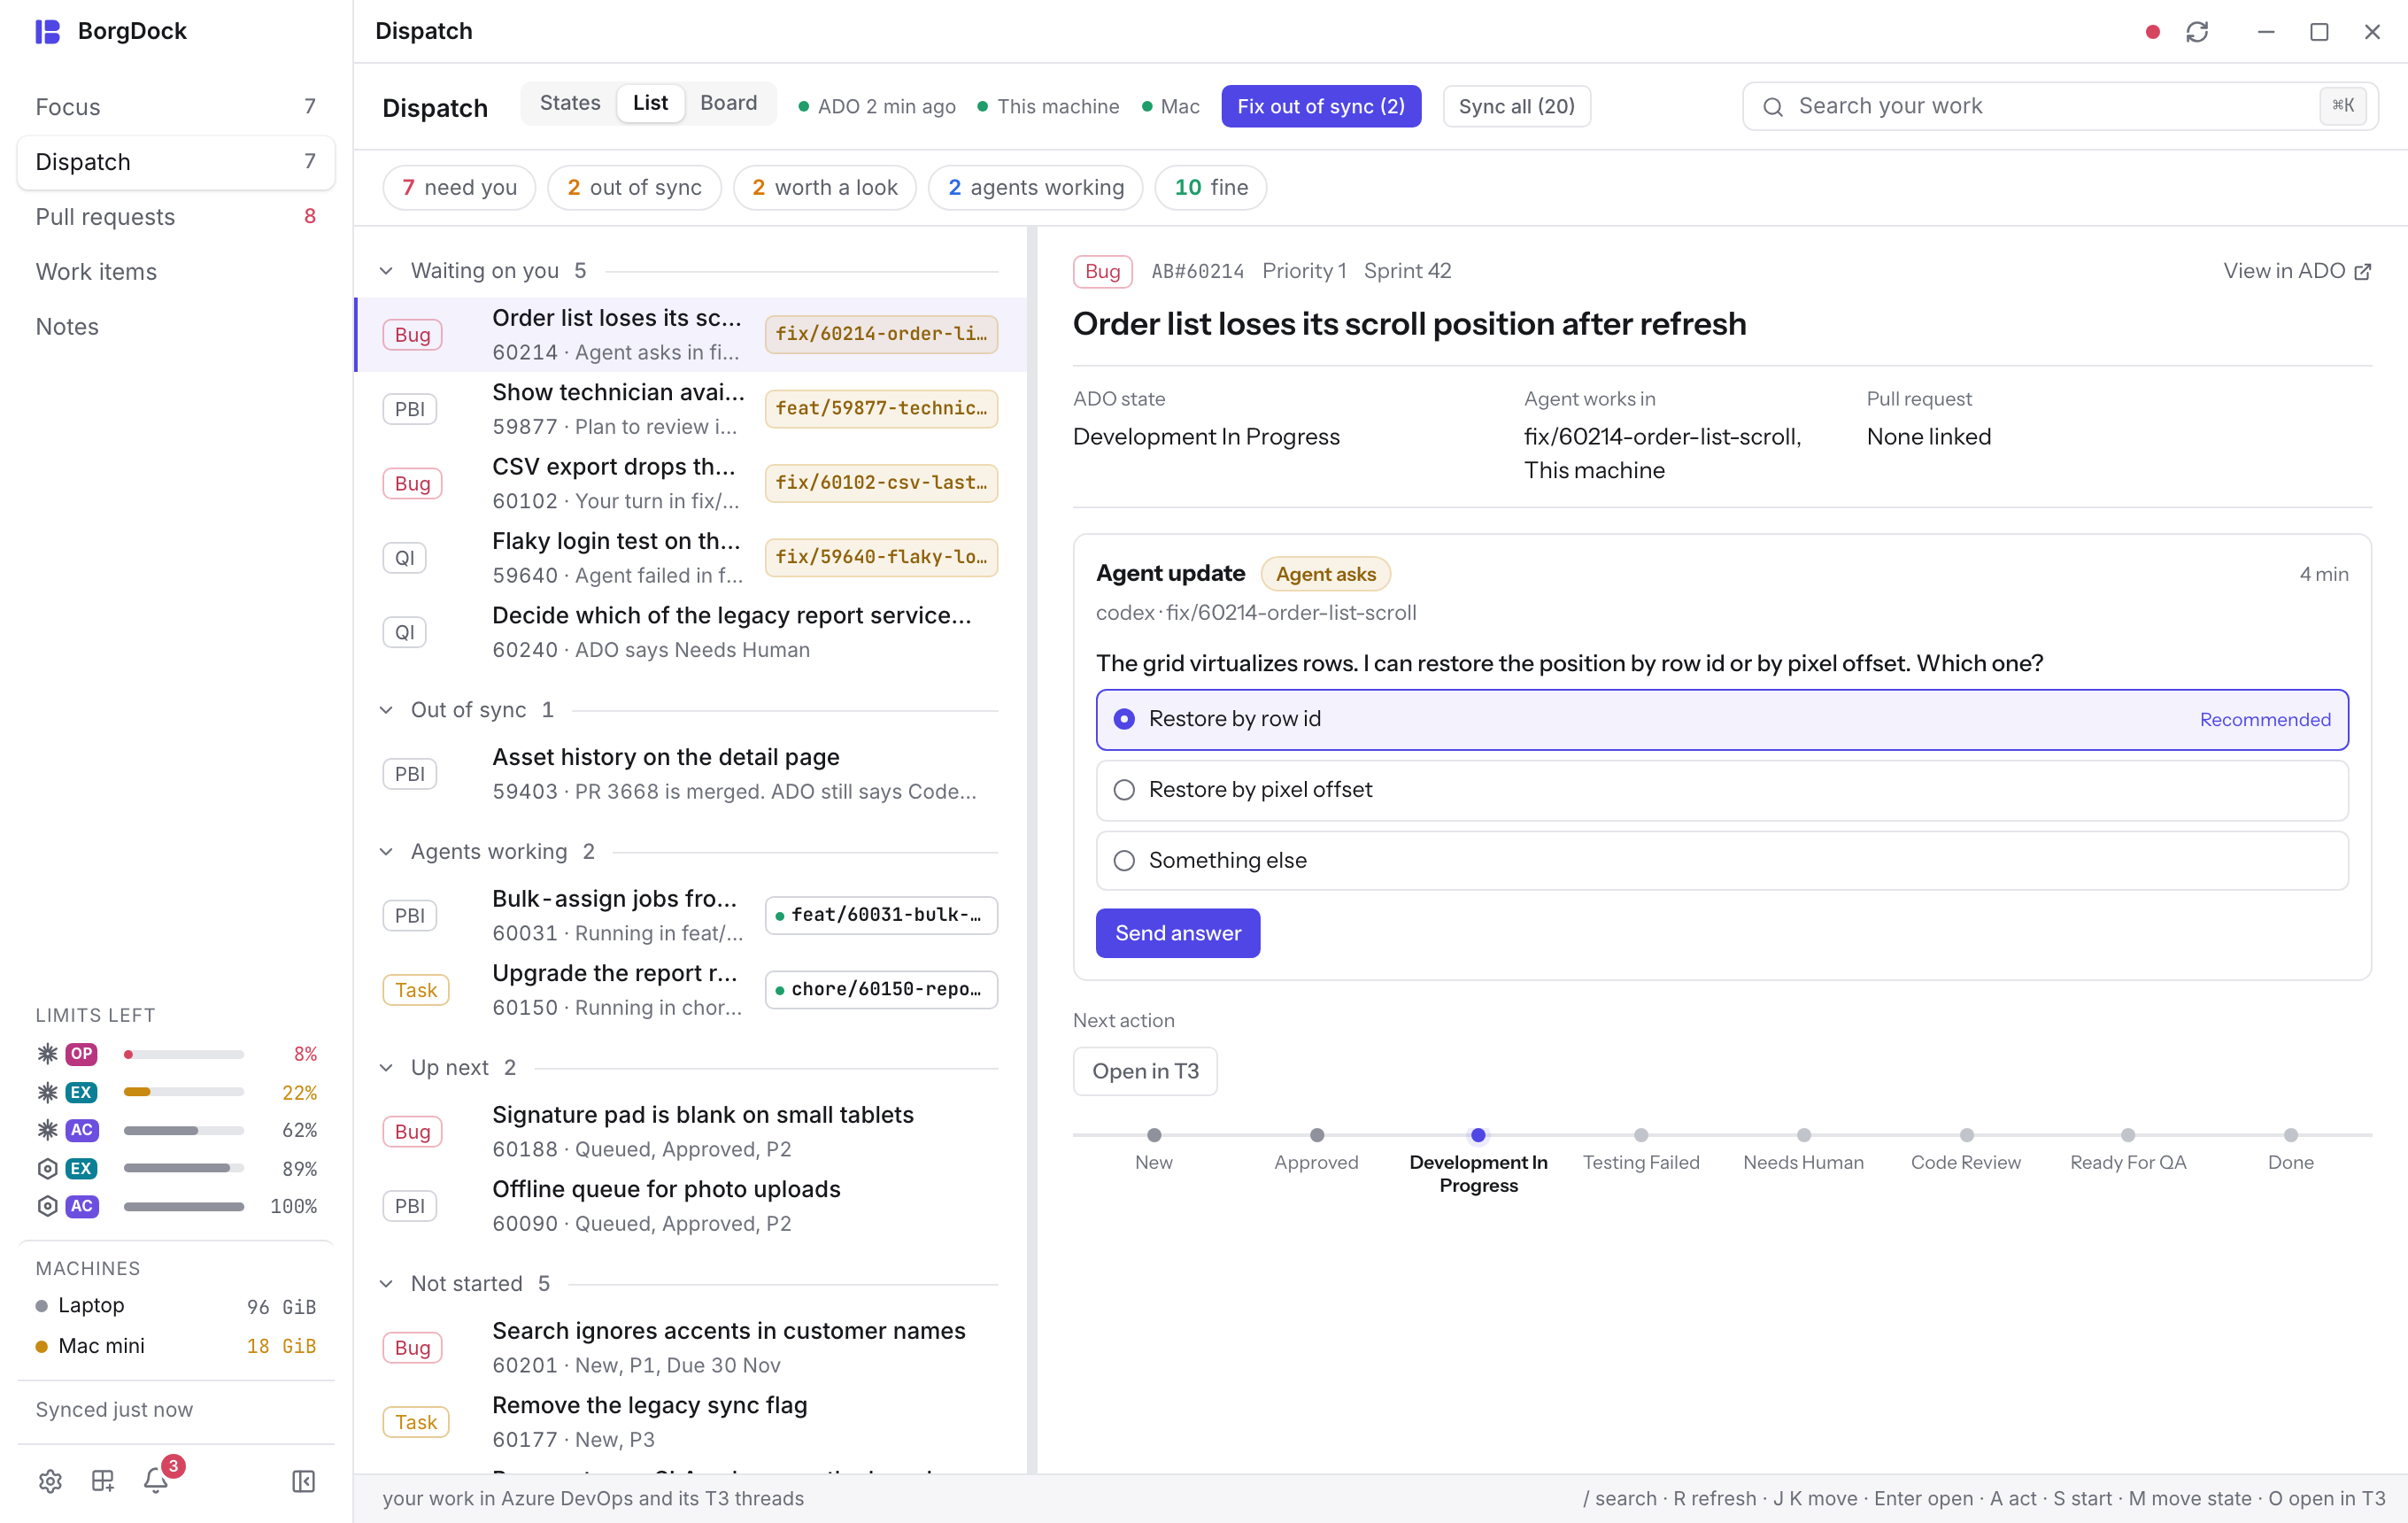 BorgDock
Focus 7
Dispatch 7
Pull requests 8
Work items
Notes
LIMITS LEFT
OP 8%
EX 22%
AC 62%
EX 89%
AC 100%
MACHINES
Laptop 96 GiB
Mac mini 18 GiB
Synced just now
3
Dispatch
Dispatch States List Board ADO 2 min ago This machine Mac Fix out of sync (2) Sync all (20) Search your work ⌘K
7 need you 2 out of sync 2 worth a look 2 agents working 10 fine
Waiting on you 5
Bug Order list loses its sc... fix/60214-order-li...
60214 · Agent asks in fi...
PBI Show technician avai... feat/59877-technic...
59877 · Plan to review i...
Bug CSV export drops th... fix/60102-csv-last...
60102 · Your turn in fix/...
QI Flaky login test on th... fix/59640-flaky-lo...
59640 · Agent failed in f...
QI Decide which of the legacy report service...
60240 · ADO says Needs Human
Out of sync 1
PBI Asset history on the detail page
59403 · PR 3668 is merged. ADO still says Code...
Agents working 2
PBI Bulk-assign jobs fro... feat/60031-bulk-...
60031 · Running in feat/...
Task Upgrade the report r... chore/60150-repo...
60150 · Running in chor...
Up next 2
Bug Signature pad is blank on small tablets
60188 · Queued, Approved, P2
PBI Offline queue for photo uploads
60090 · Queued, Approved, P2
Not started 5
Bug Search ignores accents in customer names
60201 · New, P1, Due 30 Nov
Task Remove the legacy sync flag
60177 · New, P3
Bug AB#60214 Priority 1 Sprint 42 View in ADO
Order list loses its scroll position after refresh
ADO state Agent works in Pull request
Development In Progress fix/60214-order-list-scroll, None linked
This machine
Agent update Agent asks 4 min
codex · fix/60214-order-list-scroll
The grid virtualizes rows. I can restore the position by row id or by pixel offset. Which one?
Restore by row id Recommended
Restore by pixel offset
Something else
Send answer
Next action
Open in T3
New Approved Development In Testing Failed Needs Human Code Review Ready For QA Done
Progress
your work in Azure DevOps and its T3 threads / search · R refresh · J K move · Enter open · A act · S start · M move state · O open in T3